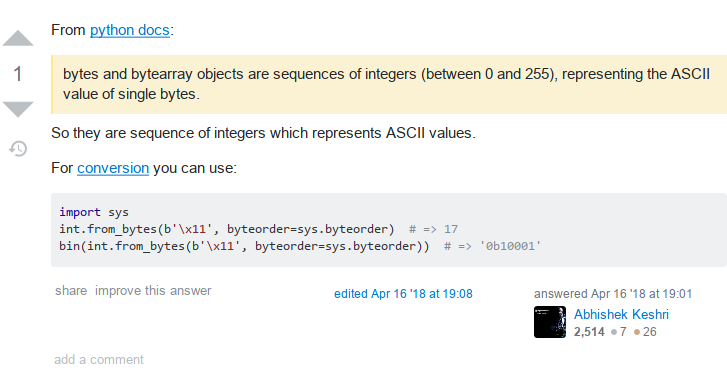 From python docs:
1
bytes and bytearray objects are sequences of integers (between 0 and 255), representing the ASCII
value of single bytes.
So they are sequence of integers which represents ASCII values.
For conversion you can use:
import sys
int.from_bytes(b'\x11', byteorder=sys.byteorder)  # => 17
bin(int.from_bytes(b'\x11', byteorder=sys.byteorder))  # => '0b10001'
share improve this answer
edited Apr 16 '18 at 19:08
answered Apr 16 '18 at 19:01
Abhishek Keshri
2,514 ●7 ●26
add a comment